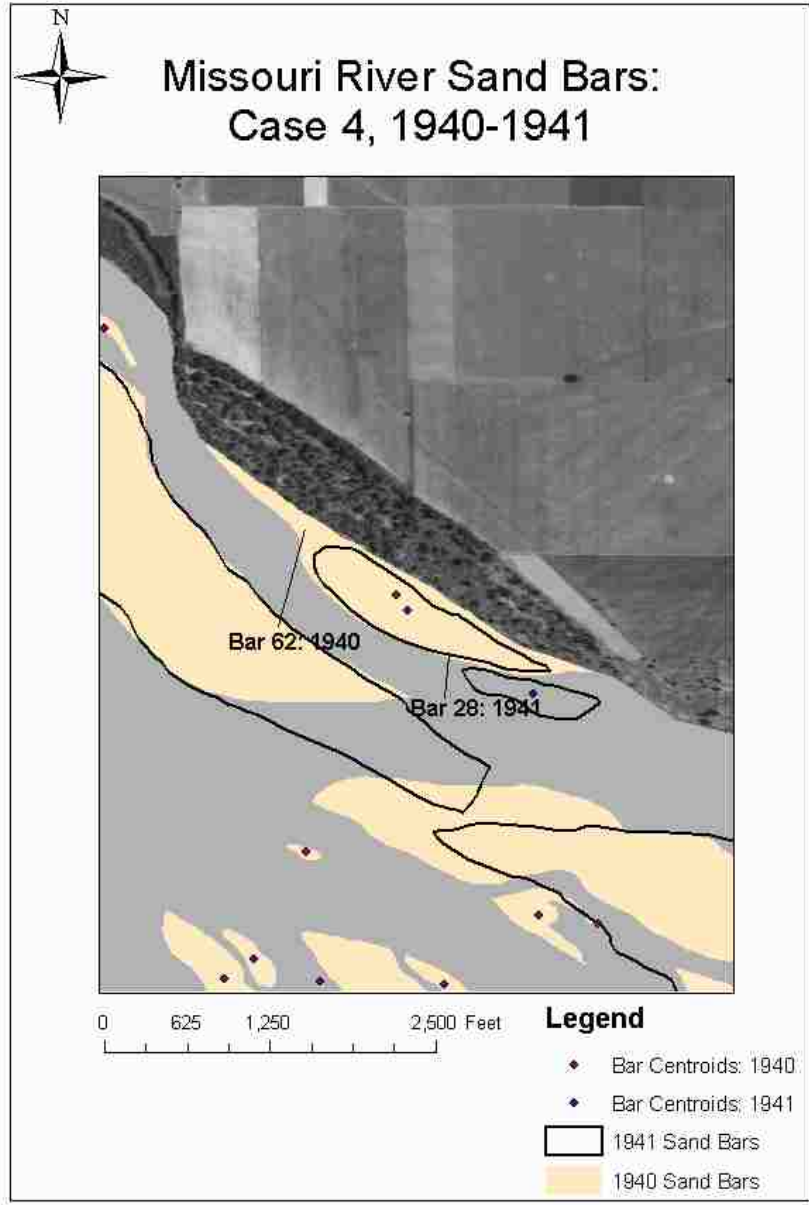 N
Missouri River Sand Bars:
Case 4, 1940-1941
Bar 62: 1940
Bar 28: 1941
0 625 1,250 2,500 Feet
Legend
Bar Centroids: 1940
Bar Centroids: 1941
1941 Sand Bars
1940 Sand Bars